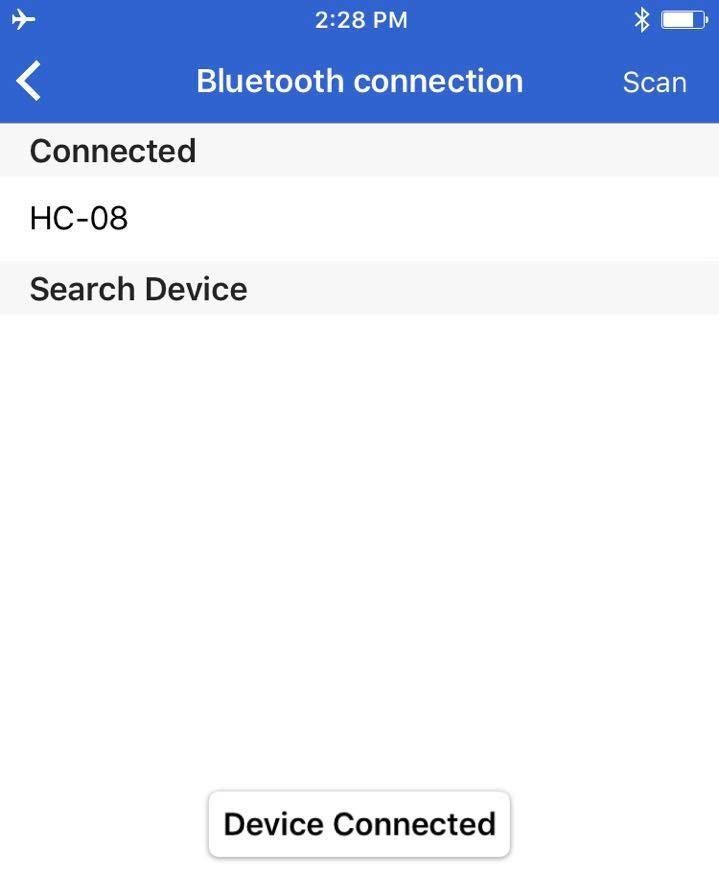 2:28 PM
Bluetooth connection
Scan
Connected
HC-08
Search Device
Device Connected